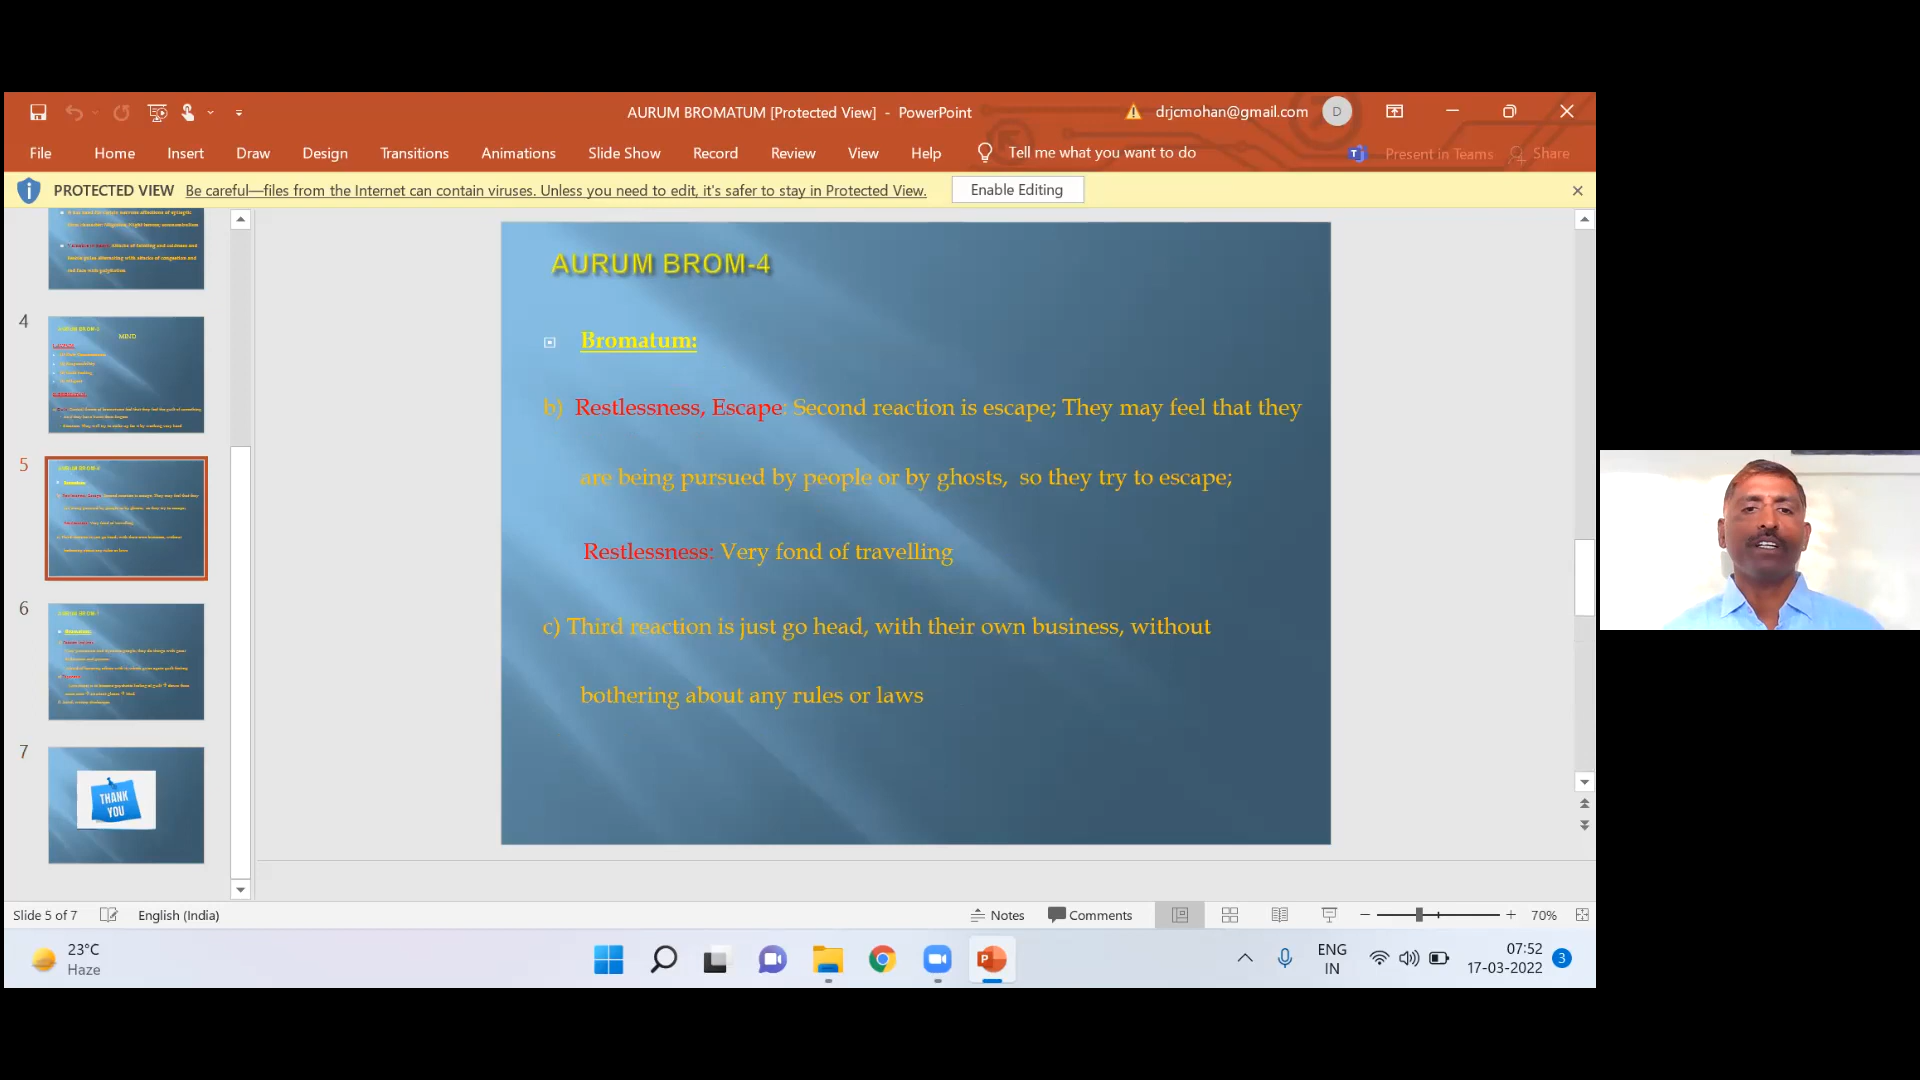 AURUM BROMATUM [Protected View] - PowerPoint
drjcmohan@gmail.com
D
File Home Insert Draw Design Transitions Animations Slide Show Record Review View Help Tell me what you want to do Present in Teams Share
PROTECTED VIEW Be careful—files from the Internet can contain viruses. Unless you need to edit, it's safer to stay in Protected View. Enable Editing
4
MIND
5
6
7
THANK
YOU
AURUM BROM-4
Bromatum:
b) Restlessness, Escape: Second reaction is escape; They may feel that they
are being pursued by people or by ghosts, so they try to escape;
Restlessness: Very fond of travelling
c) Third reaction is just go head, with their own business, without
bothering about any rules or laws
Slide 5 of 7 English (India) Notes Comments 70%
23°C
Haze
ENG
IN
07:52
17-03-2022
3